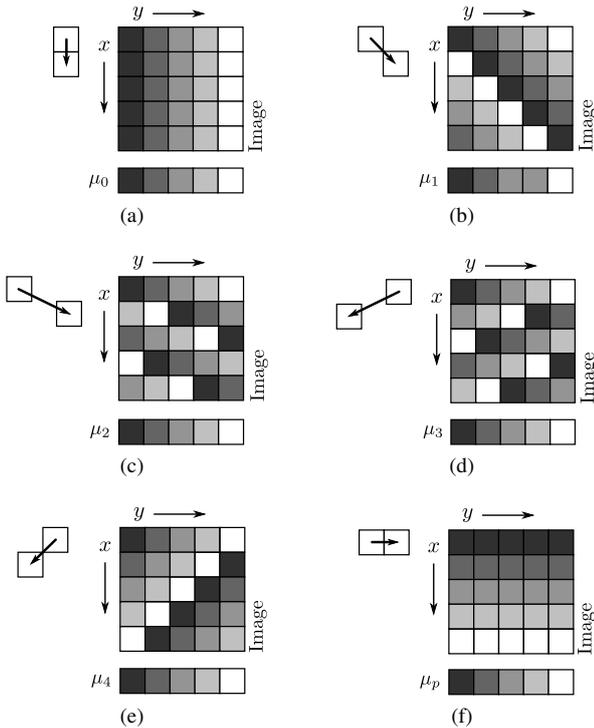 y
x
Image
μ0
(a)
y
x
Image
μ1
(b)
y
x
Image
μ2
(c)
y
x
Image
μ3
(d)
y
x
Image
μ4
(e)
y
x
Image
μp
(f)